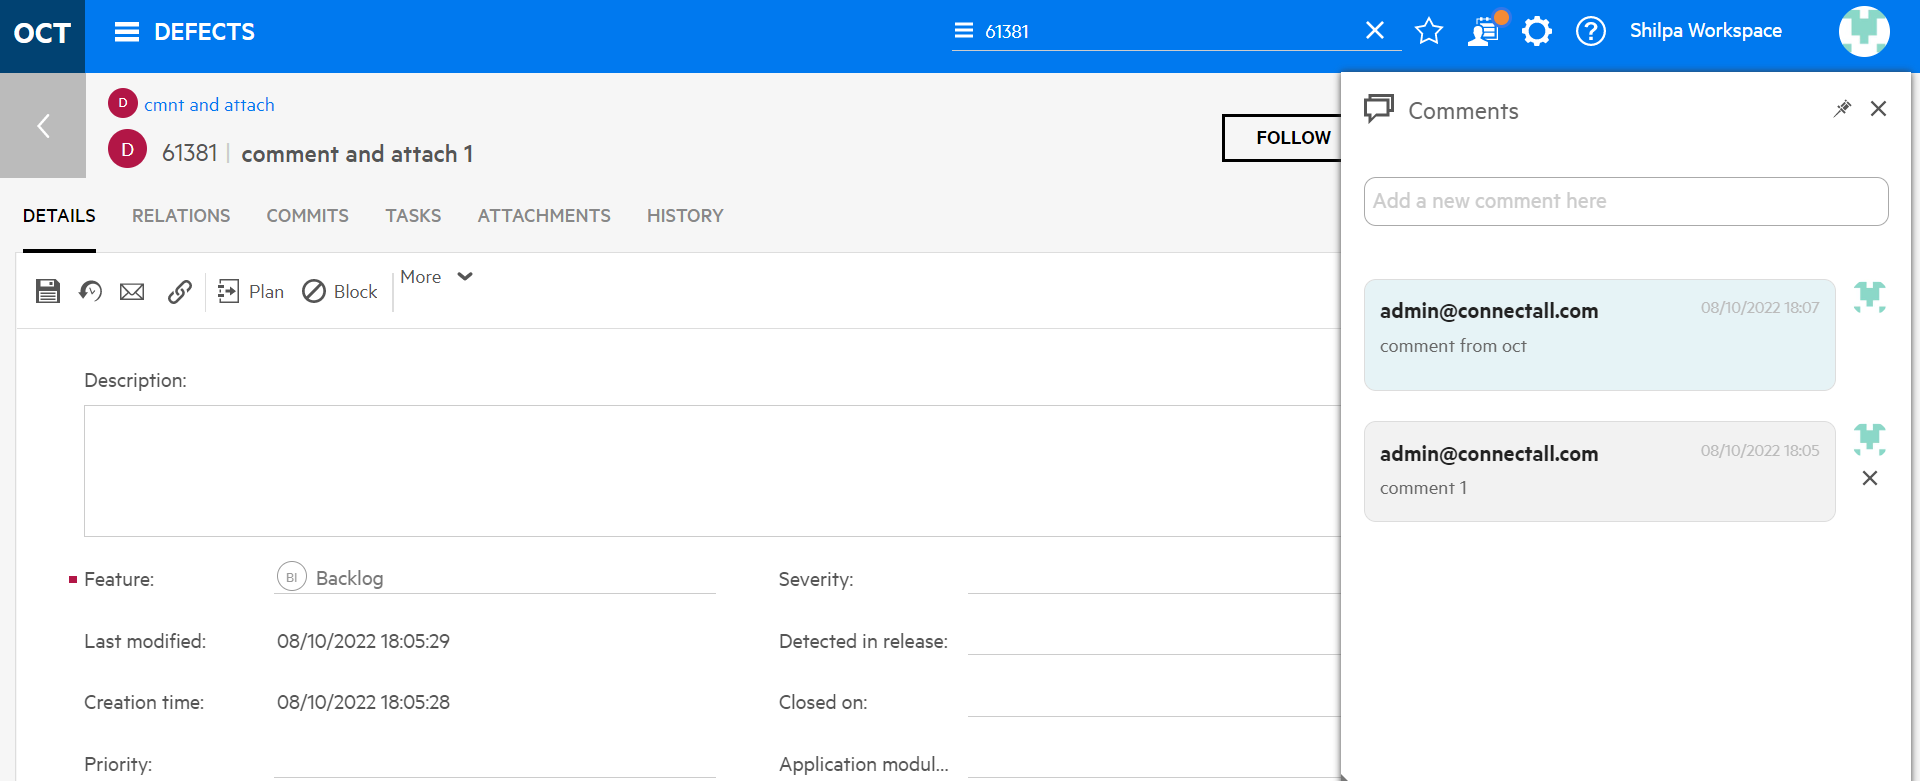 OCT
DEFECTS
61381
Shilpa Workspace
D cmnt and attach
D 61381 | comment and attach 1
FOLLOW
DETAILS RELATIONS COMMITS TASKS ATTACHMENTS HISTORY
Plan
Block
More
Description:
Feature: BI Backlog
Severity:
Last modified: 08/10/2022 18:05:29
Detected in release:
Creation time: 08/10/2022 18:05:28
Closed on:
Priority:
Application modul...
Comments
Add a new comment here
admin@connectall.com 08/10/2022 18:07
comment from oct
admin@connectall.com 08/10/2022 18:05
comment 1